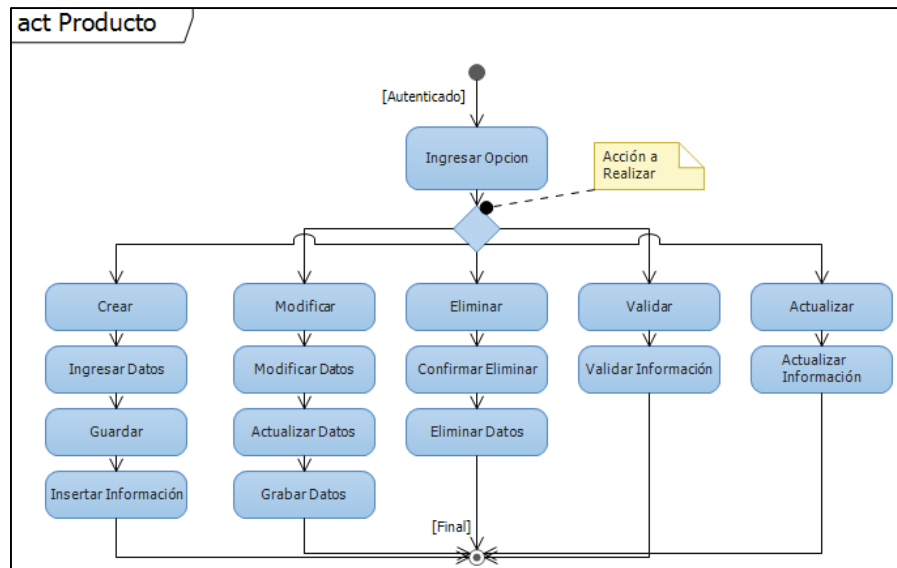 act Producto
[Autenticado]
Ingresar Opcion
Acción a
Realizar
Crear
Modificar
Eliminar
Validar
Actualizar
Ingresar Datos
Modificar Datos
Confirmar Eliminar
Validar Información
Actualizar
Información
Guardar
Actualizar Datos
Eliminar Datos
Insertar Información
Grabar Datos
[Final]